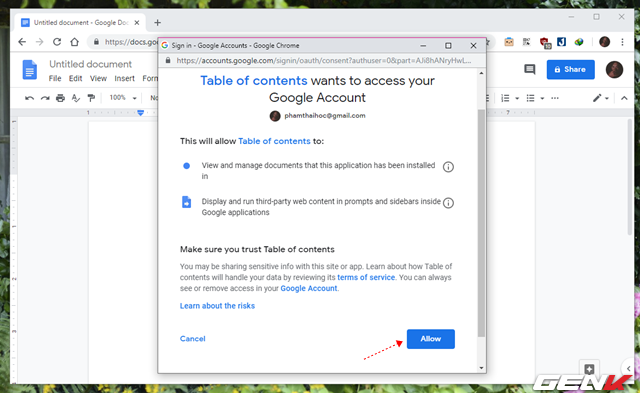 Untitled document - Google Doc
Sign in - Google Accounts - Google Chrome
https://docs.goo
https://accounts.google.com/signin/oauth/consent?authuser=0&part=AJi8hANryHwL...
Untitled document
File Edit View Insert
Share
100%
Table of contents wants to access your
Google Account
phamthaihoc@gmail.com
This will allow Table of contents to:
View and manage documents that this application has been installed
in
Display and run third-party web content in prompts and sidebars inside
Google applications
Make sure you trust Table of contents
You may be sharing sensitive info with this site or app. Learn about how Table of
contents will handle your data by reviewing its terms of service. You can always
see or remove access in your Google Account.
Learn about the risks
Cancel
Allow
GENK